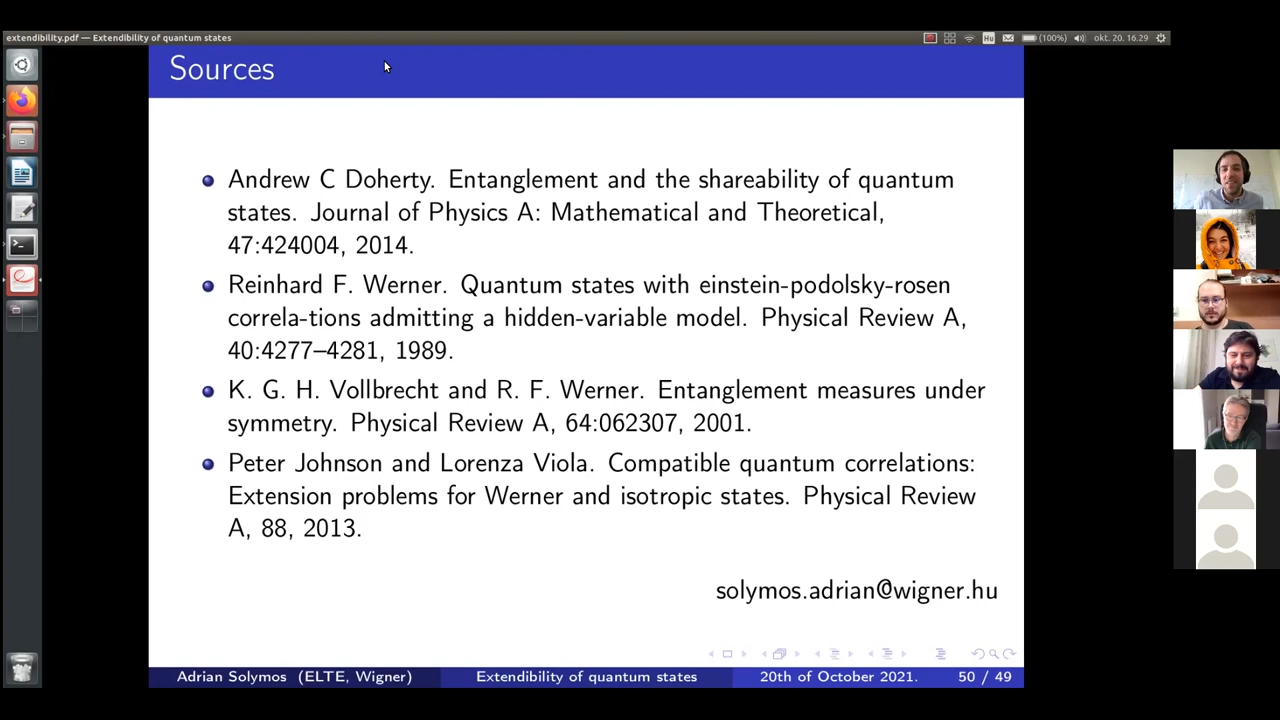 extendibility.pdf — Extendibility of quantum states
Hu
(100%)
okt. 20. 16.29
Sources
Andrew C Doherty. Entanglement and the shareability of quantum
states. Journal of Physics A: Mathematical and Theoretical,
47:424004, 2014.
Reinhard F. Werner. Quantum states with einstein-podolsky-rosen
correla-tions admitting a hidden-variable model. Physical Review A,
40:4277–4281, 1989.
K. G. H. Vollbrecht and R. F. Werner. Entanglement measures under
symmetry. Physical Review A, 64:062307, 2001.
Peter Johnson and Lorenza Viola. Compatible quantum correlations:
Extension problems for Werner and isotropic states. Physical Review
A, 88, 2013.
solymos.adrian@wigner.hu
Adrian Solymos (ELTE, Wigner)
Extendibility of quantum states
20th of October 2021.
50 / 49